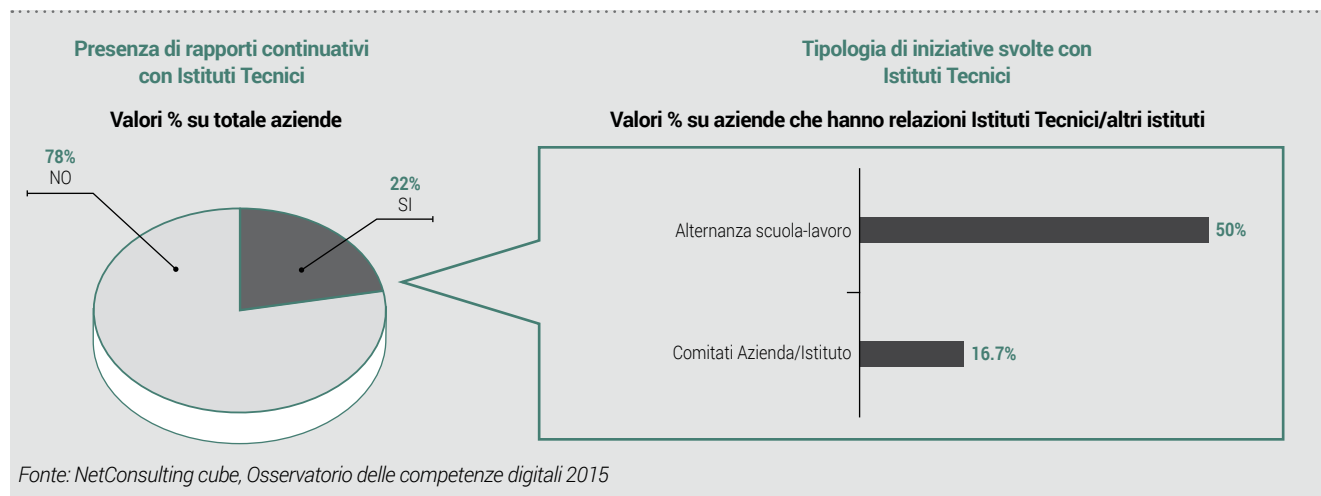 Presenza di rapporti continuativi
con Istituti Tecnici
Valori % su totale aziende
78%
NO
22%
SI
Tipologia di iniziative svolte con
Istituti Tecnici
Valori % su aziende che hanno relazioni Istituti Tecnici/altri istituti
Alternanza scuola-lavoro
50%
Comitati Azienda/Istituto
16.7%
Fonte: NetConsulting cube, Osservatorio delle competenze digitali 2015